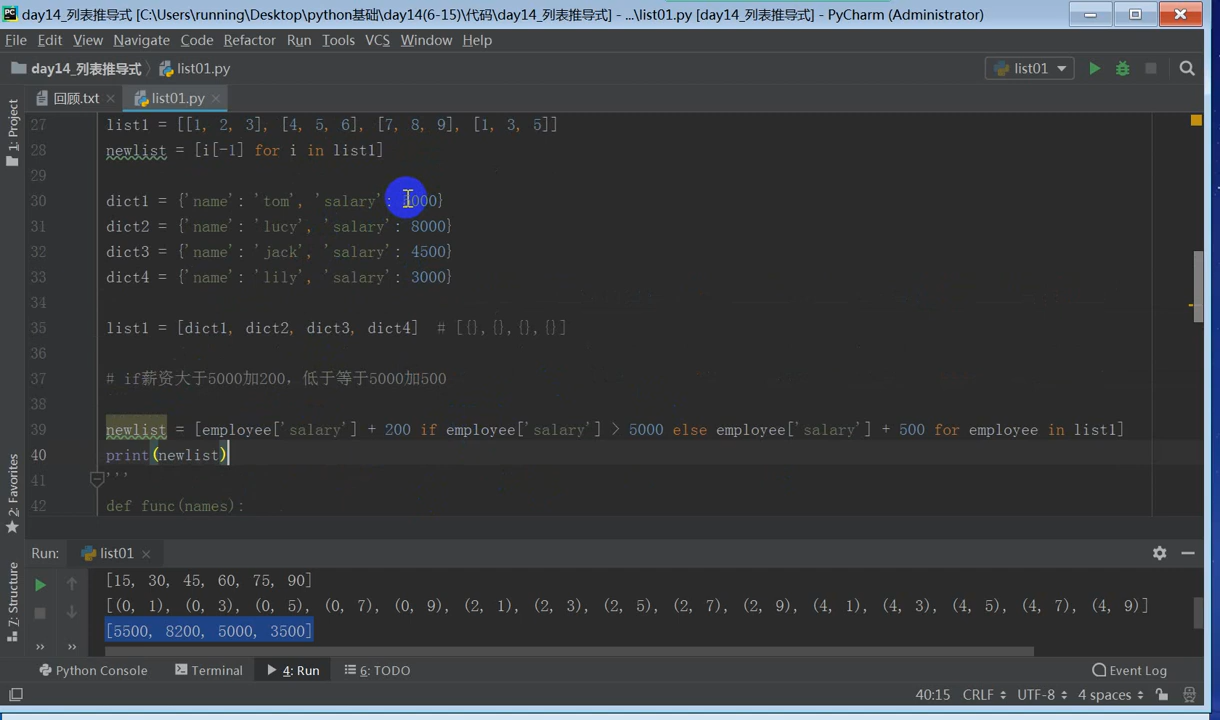 day14_列表推导式 [C:\Users\running\Desktop\python基础\day14(6-15)\代码\day14_列表推导式] - ...\list01.py [day14_列表推导式] - PyCharm (Administrator)
File Edit View Navigate Code Refactor Run Tools VCS Window Help
day14_列表推导式 list01.py list01
回顾.txt list01.py
1: Project
27 list1 = [[1, 2, 3], [4, 5, 6], [7, 8, 9], [1, 3, 5]]
28 newlist = [i[-1] for i in list1]
29
30 dict1 = {'name': 'tom', 'salary': 000}
31 dict2 = {'name': 'lucy', 'salary': 8000}
32 dict3 = {'name': 'jack', 'salary': 4500}
33 dict4 = {'name': 'lily', 'salary': 3000}
34
35 list1 = [dict1, dict2, dict3, dict4]  # [{},{},{},{}]
36
37 # if薪资大于5000加200，低于等于5000加500
38
39 newlist = [employee['salary'] + 200 if employee['salary'] > 5000 else employee['salary'] + 500 for employee in list1]
40 print(newlist)
41 '''
42 def func(names):
2: Favorites
7: Structure
Run: list01
[15, 30, 45, 60, 75, 90]
[(0, 1), (0, 3), (0, 5), (0, 7), (0, 9), (2, 1), (2, 3), (2, 5), (2, 7), (2, 9), (4, 1), (4, 3), (4, 5), (4, 7), (4, 9)]
[5500, 8200, 5000, 3500]
Python Console Terminal 4: Run 6: TODO Event Log
40:15 CRLF UTF-8 4 spaces